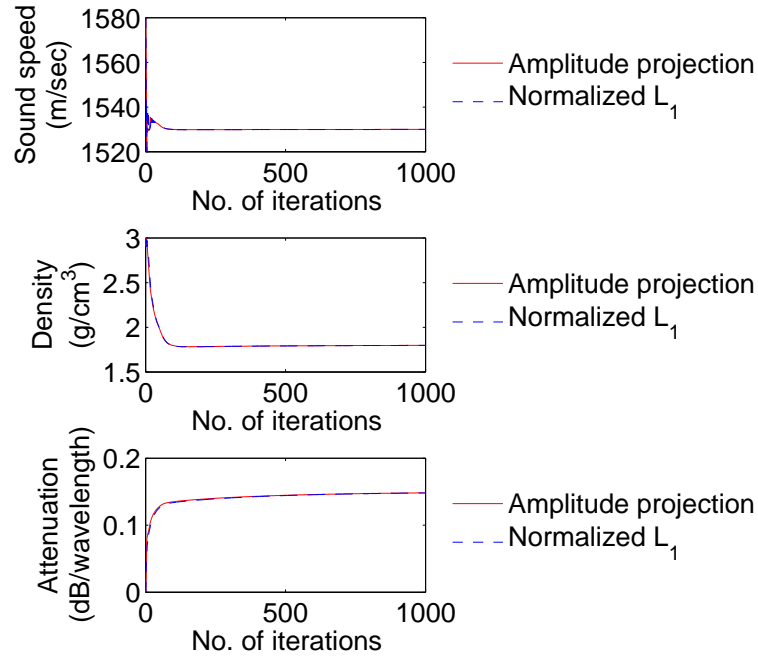 Sound speed
(m/sec)
1580
1560
1540
1520
0
500
1000
No. of iterations
Amplitude projection
Normalized L1
Density
(g/cm3)
3
2.5
2
1.5
0
500
1000
No. of iterations
Amplitude projection
Normalized L1
Attenuation
(dB/wavelength)
0.2
0.1
0
0
500
1000
No. of iterations
Amplitude projection
Normalized L1